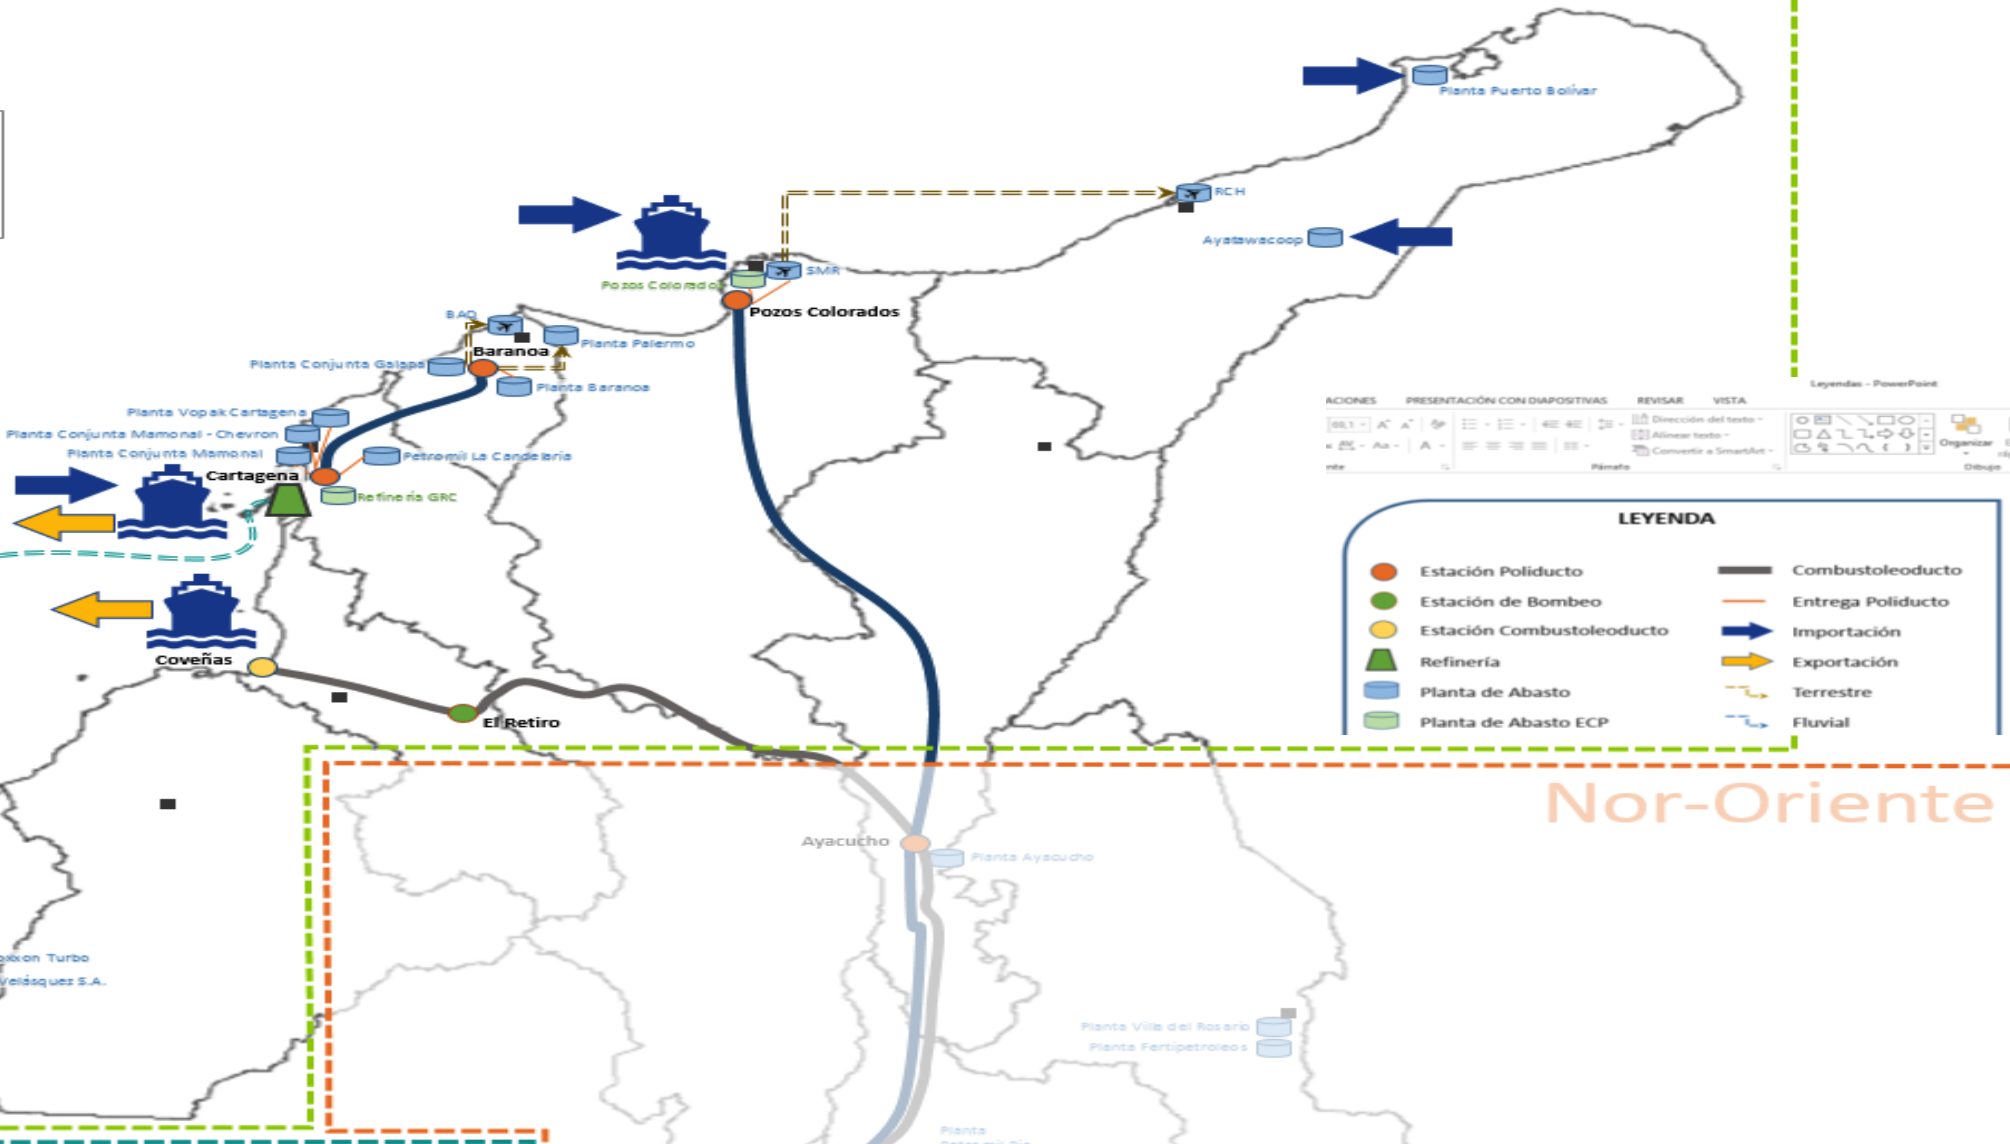 Planta Puerto Bolívar
RCH
Ayatawacoop
SMR
Pozos Colorados
Pozos Colorados
BAQ
Planta Palermo
Baranoa
Planta Conjunta Galapa
Planta Baranoa
Planta Vopak Cartagena
Planta Conjunta Mamonal - Chevron
Planta Conjunta Mamonal
Petromil La Candelaría
Cartagena
Refinería GRC
Coveñas
El Retiro
Leyendas - PowerPoint
ACIONES PRESENTACIÓN CON DIAPOSITIVAS REVISAR VISTA
Dirección del texto
Alinear texto
Convertir a SmartArt
Organizar
Párrafo
Dibujo
LEYENDA
Estación Poliducto
Estación de Bombeo
Estación Combustoleoducto
Refinería
Planta de Abasto
Planta de Abasto ECP
Combustoleoducto
Entrega Poliducto
Importación
Exportación
Terrestre
Fluvial
Nor-Oriente
Ayacucho
Planta Ayacucho
Turbo
Velásquez S.A.
Planta Villa del Rosario
Planta Fertipetroleos
Planta